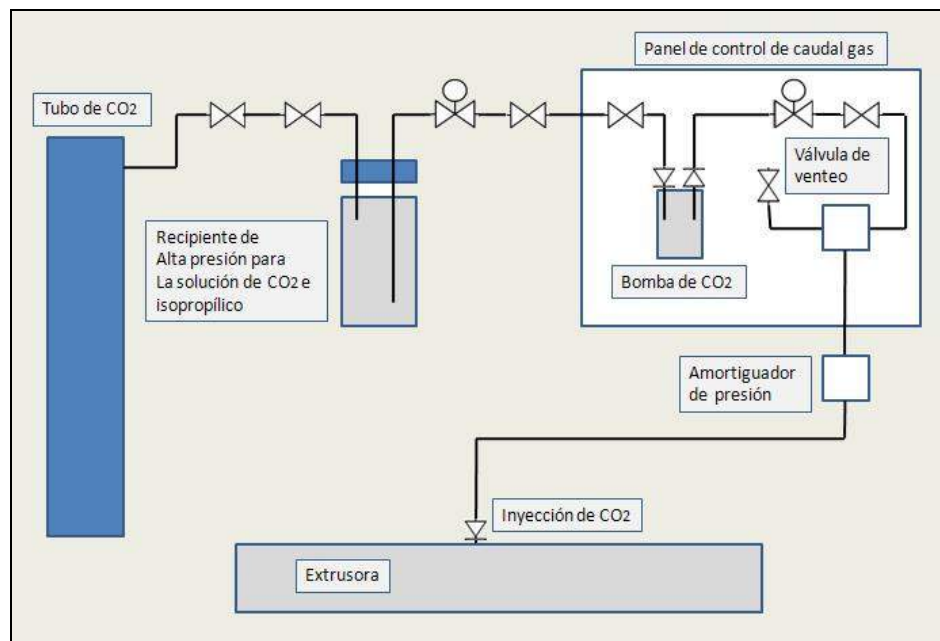 Panel de control de caudal gas
Tubo de CO2
Válvula de
venteo
Recipiente de
Alta presión para
La solución de CO2 e
isopropílico
Bomba de CO2
Amortiguador
de presión
Inyección de CO2
Extrusora